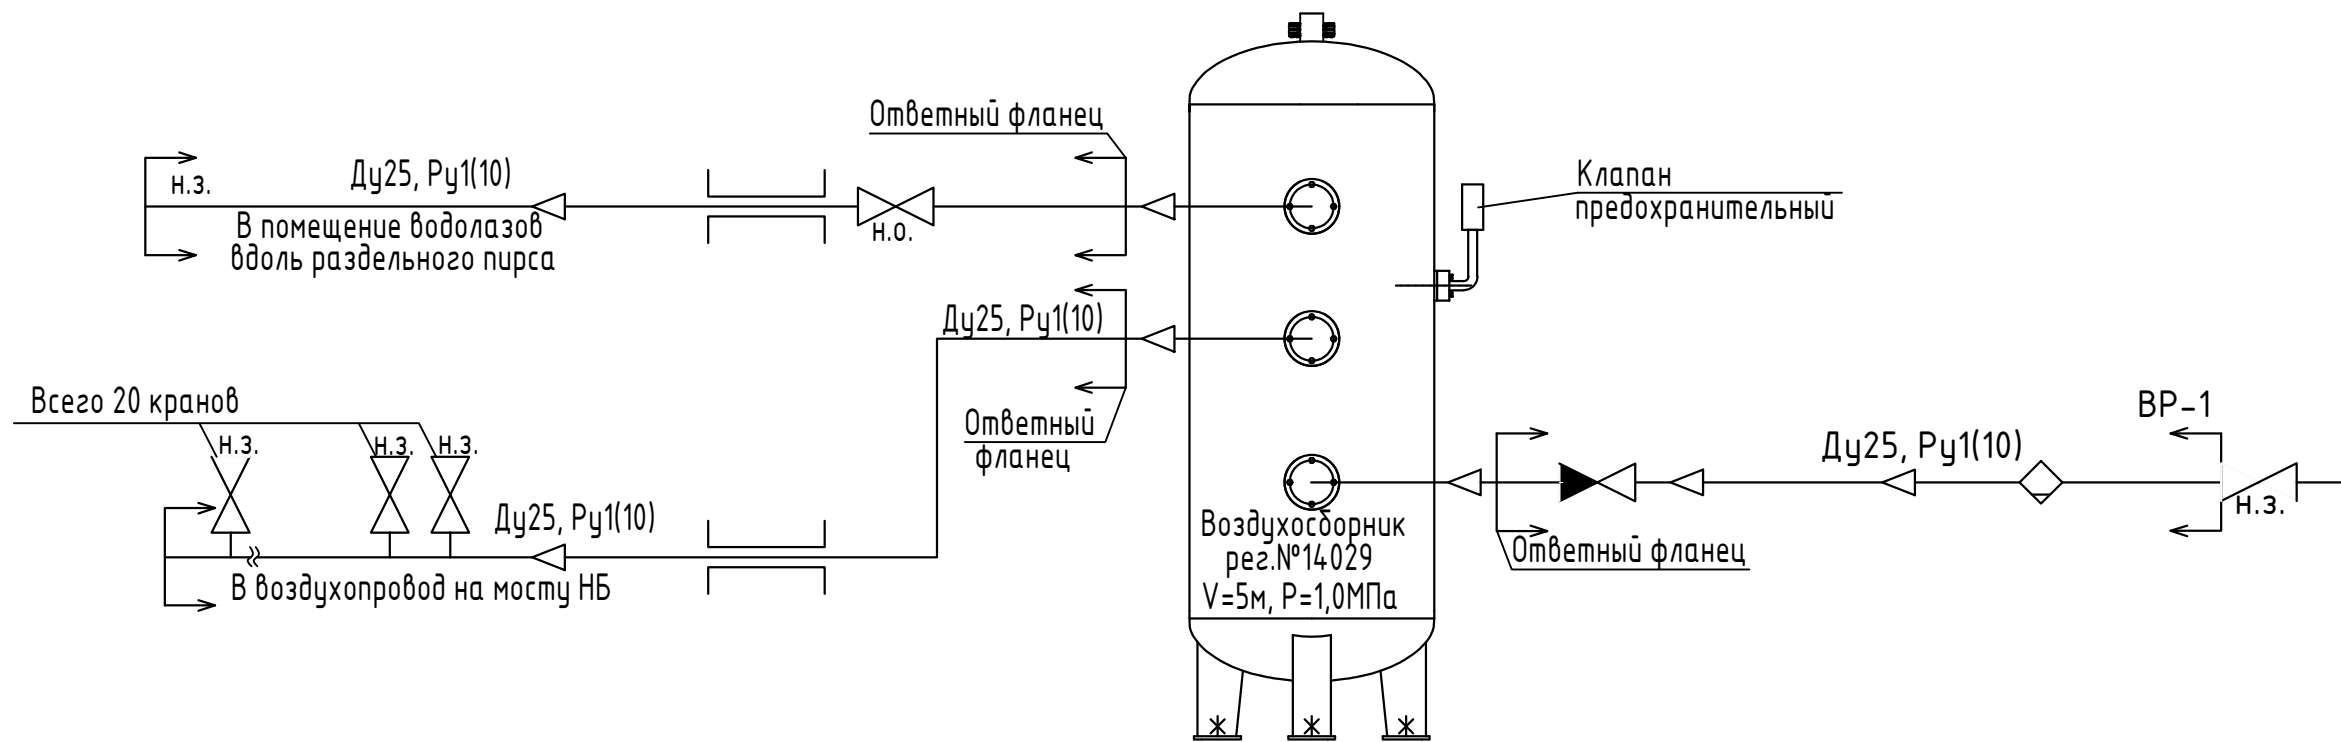 Ответный фланец
Ду25, Ру1(10)
н.з.
В помещение водолазов
вдоль раздельного пирса
н.о.
Клапан
предохранительный
Ду25, Ру1(10)
Ответный
фланец
Всего 20 кранов
н.з.
н.з.
н.з.
Ду25, Ру1(10)
В воздухопровод на мосту НБ
Воздухосборник
рег.№14029
V=5м, Р=1,0МПа
ВР-1
Ду25, Ру1(10)
н.з.
Ответный фланец